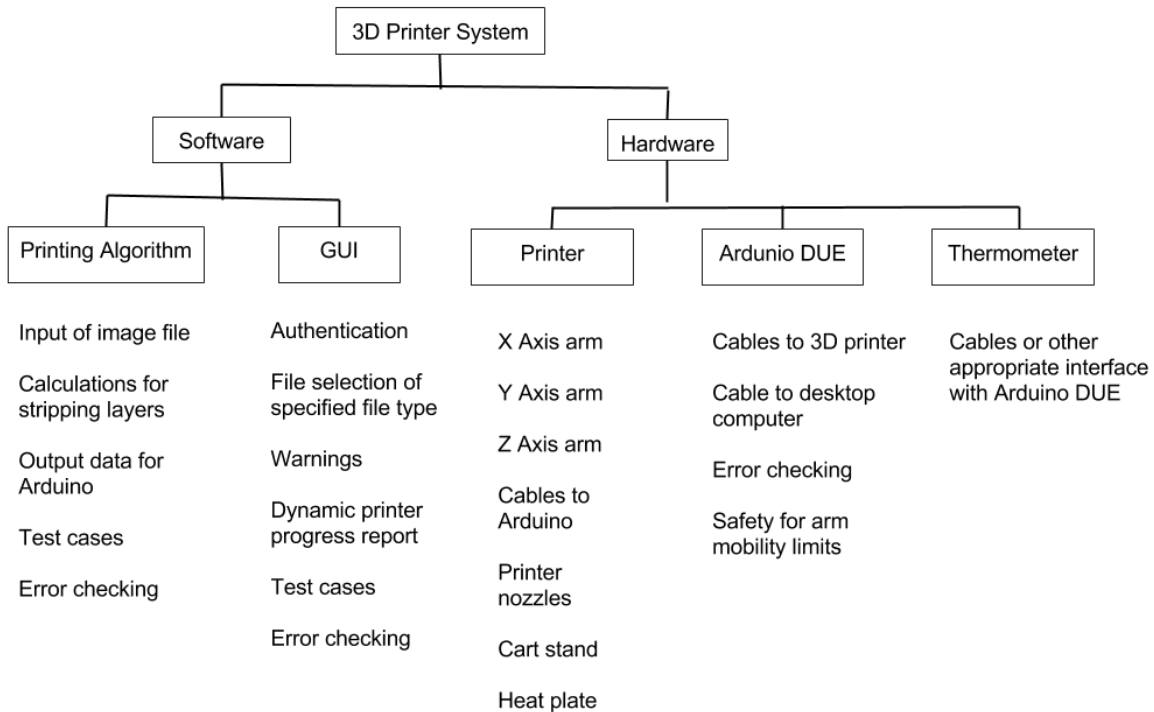 3D Printer System
Software
Hardware
Printing Algorithm
GUI
Printer
Ardunio DUE
Thermometer
Input of image file
Calculations for
stripping layers
Output data for
Arduino
Test cases
Error checking
Authentication
File selection of
specified file type
Warnings
Dynamic printer
progress report
Test cases
Error checking
X Axis arm
Y Axis arm
Z Axis arm
Cables to
Arduino
Printer
nozzles
Cart stand
Heat plate
Cables to 3D printer
Cable to desktop
computer
Error checking
Safety for arm
mobility limits
Cables or other
appropriate interface
with Arduino DUE